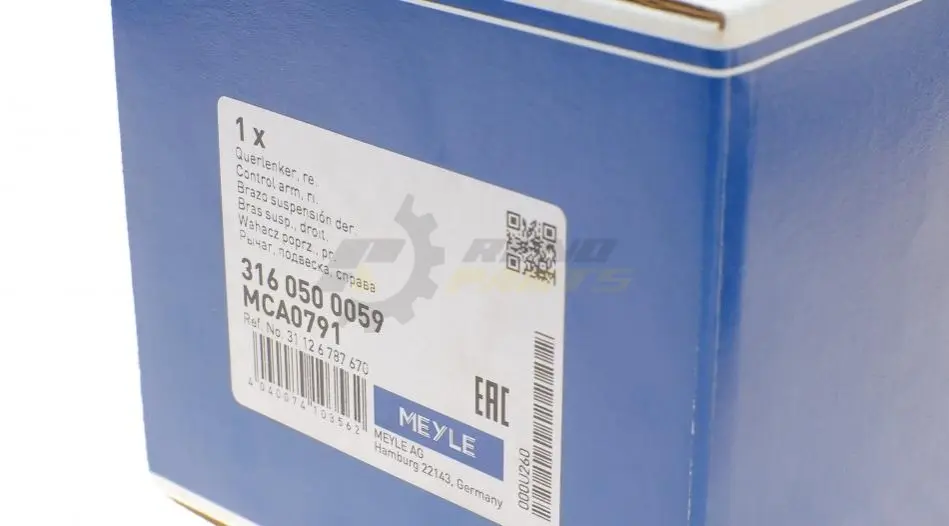 1 x
Querlenker, re.
Control arm, ri.
Brazo suspensión der.
Bras susp., droit.
Wahacz poprz., pr.
Рычаг, подвеска, справа
316 050 0059
MCA0791
Ref. No. 31 12 6 787 670
4 040074 103562
EAC
MEYLE
MEYLE AG
Hamburg 22143, Germany
000U260
PARTS